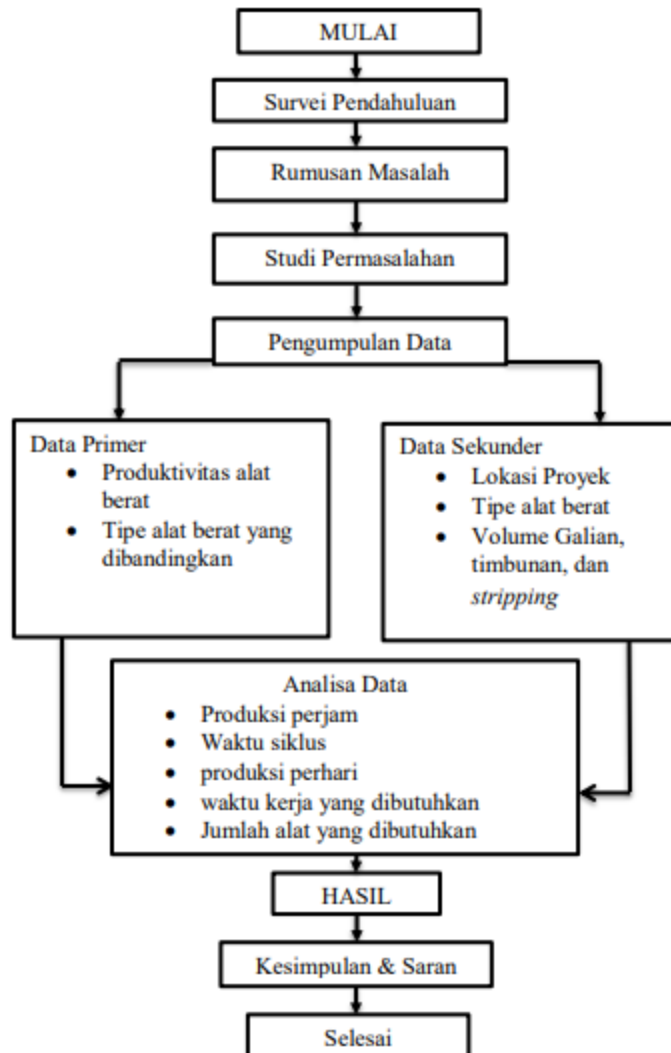 MULAI
Survei Pendahuluan
Rumusan Masalah
Studi Permasalahan
Pengumpulan Data
Data Primer
• Produktivitas alat
berat
• Tipe alat berat yang
dibandingkan
Data Sekunder
• Lokasi Proyek
• Tipe alat berat
• Volume Galian,
timbunan, dan
stripping
Analisa Data
• Produksi perjam
• Waktu siklus
• produksi perhari
• waktu kerja yang dibutuhkan
• Jumlah alat yang dibutuhkan
HASIL
Kesimpulan & Saran
Selesai